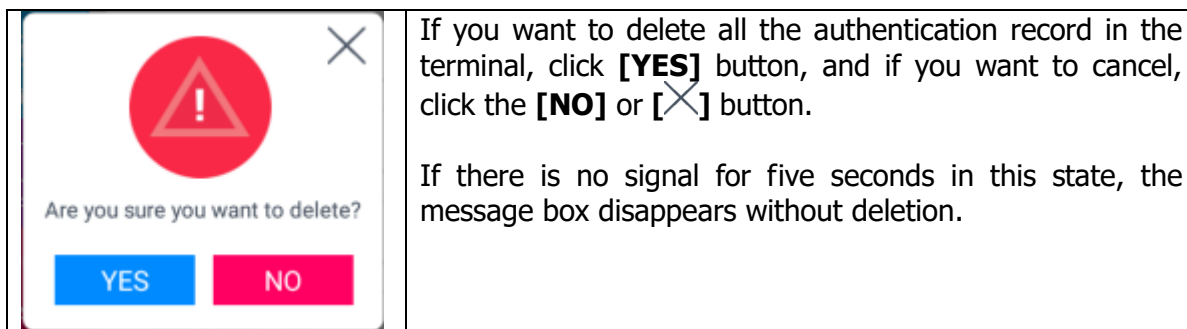 !
Are you sure you want to delete?
YES NO
If you want to delete all the authentication record in the
terminal, click [YES] button, and if you want to cancel,
click the [NO] or [╳] button.
If there is no signal for five seconds in this state, the
message box disappears without deletion.